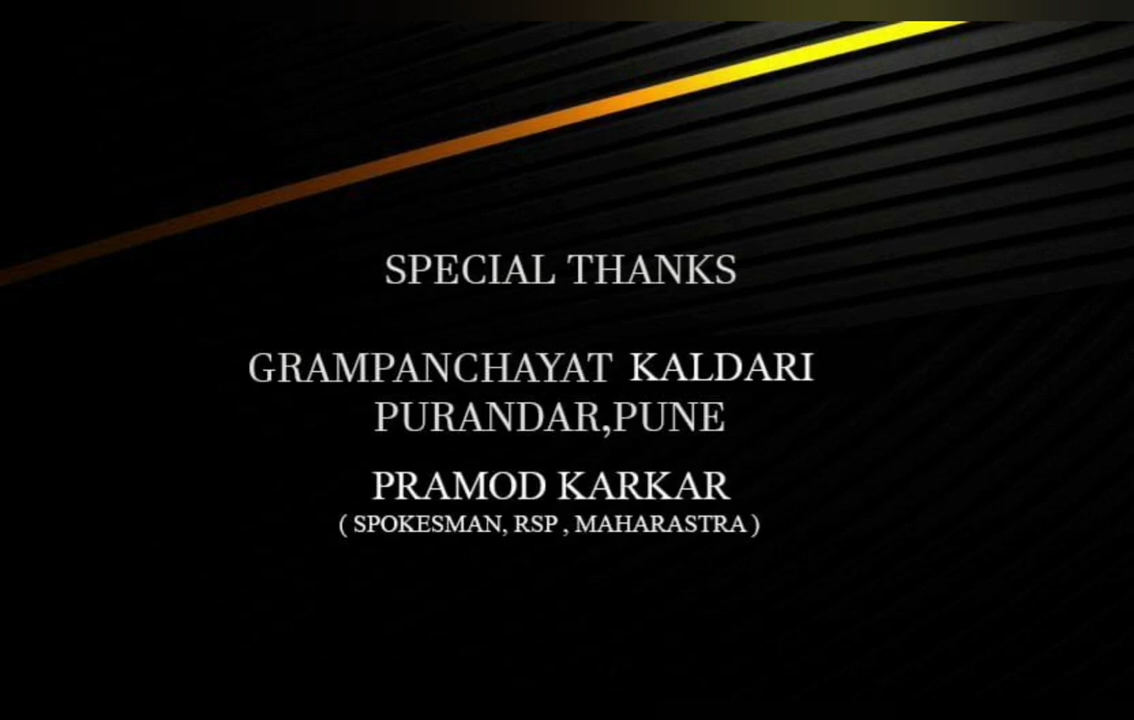 SPECIAL THANKS
GRAMPANCHAYAT KALDARI
PURANDAR,PUNE
PRAMOD KARKAR
( SPOKESMAN, RSP , MAHARASTRA )